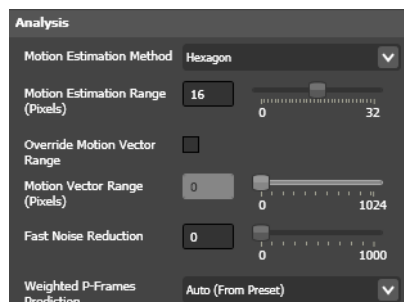 Analysis
Motion Estimation Method Hexagon
Motion Estimation Range 16
(Pixels)
0 32
Override Motion Vector
Range
Motion Vector Range 0
(Pixels)
0 1024
Fast Noise Reduction 0
0 1000
Weighted P-Frames Auto (From Preset)
Prediction